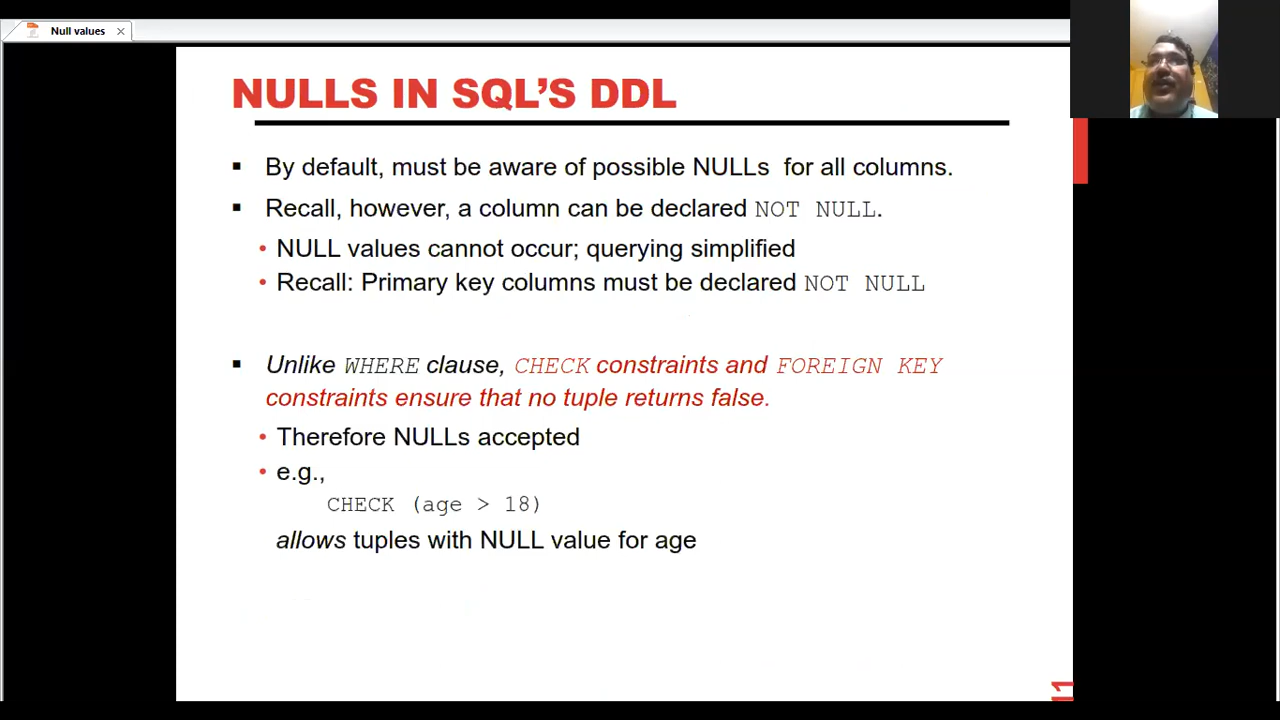 Null values
NULLS IN SQL'S DDL
▪ By default, must be aware of possible NULLs for all columns.
▪ Recall, however, a column can be declared NOT NULL.
• NULL values cannot occur; querying simplified
• Recall: Primary key columns must be declared NOT NULL
▪ Unlike WHERE clause, CHECK constraints and FOREIGN KEY
constraints ensure that no tuple returns false.
• Therefore NULLs accepted
• e.g.,
CHECK (age > 18)
allows tuples with NULL value for age
11